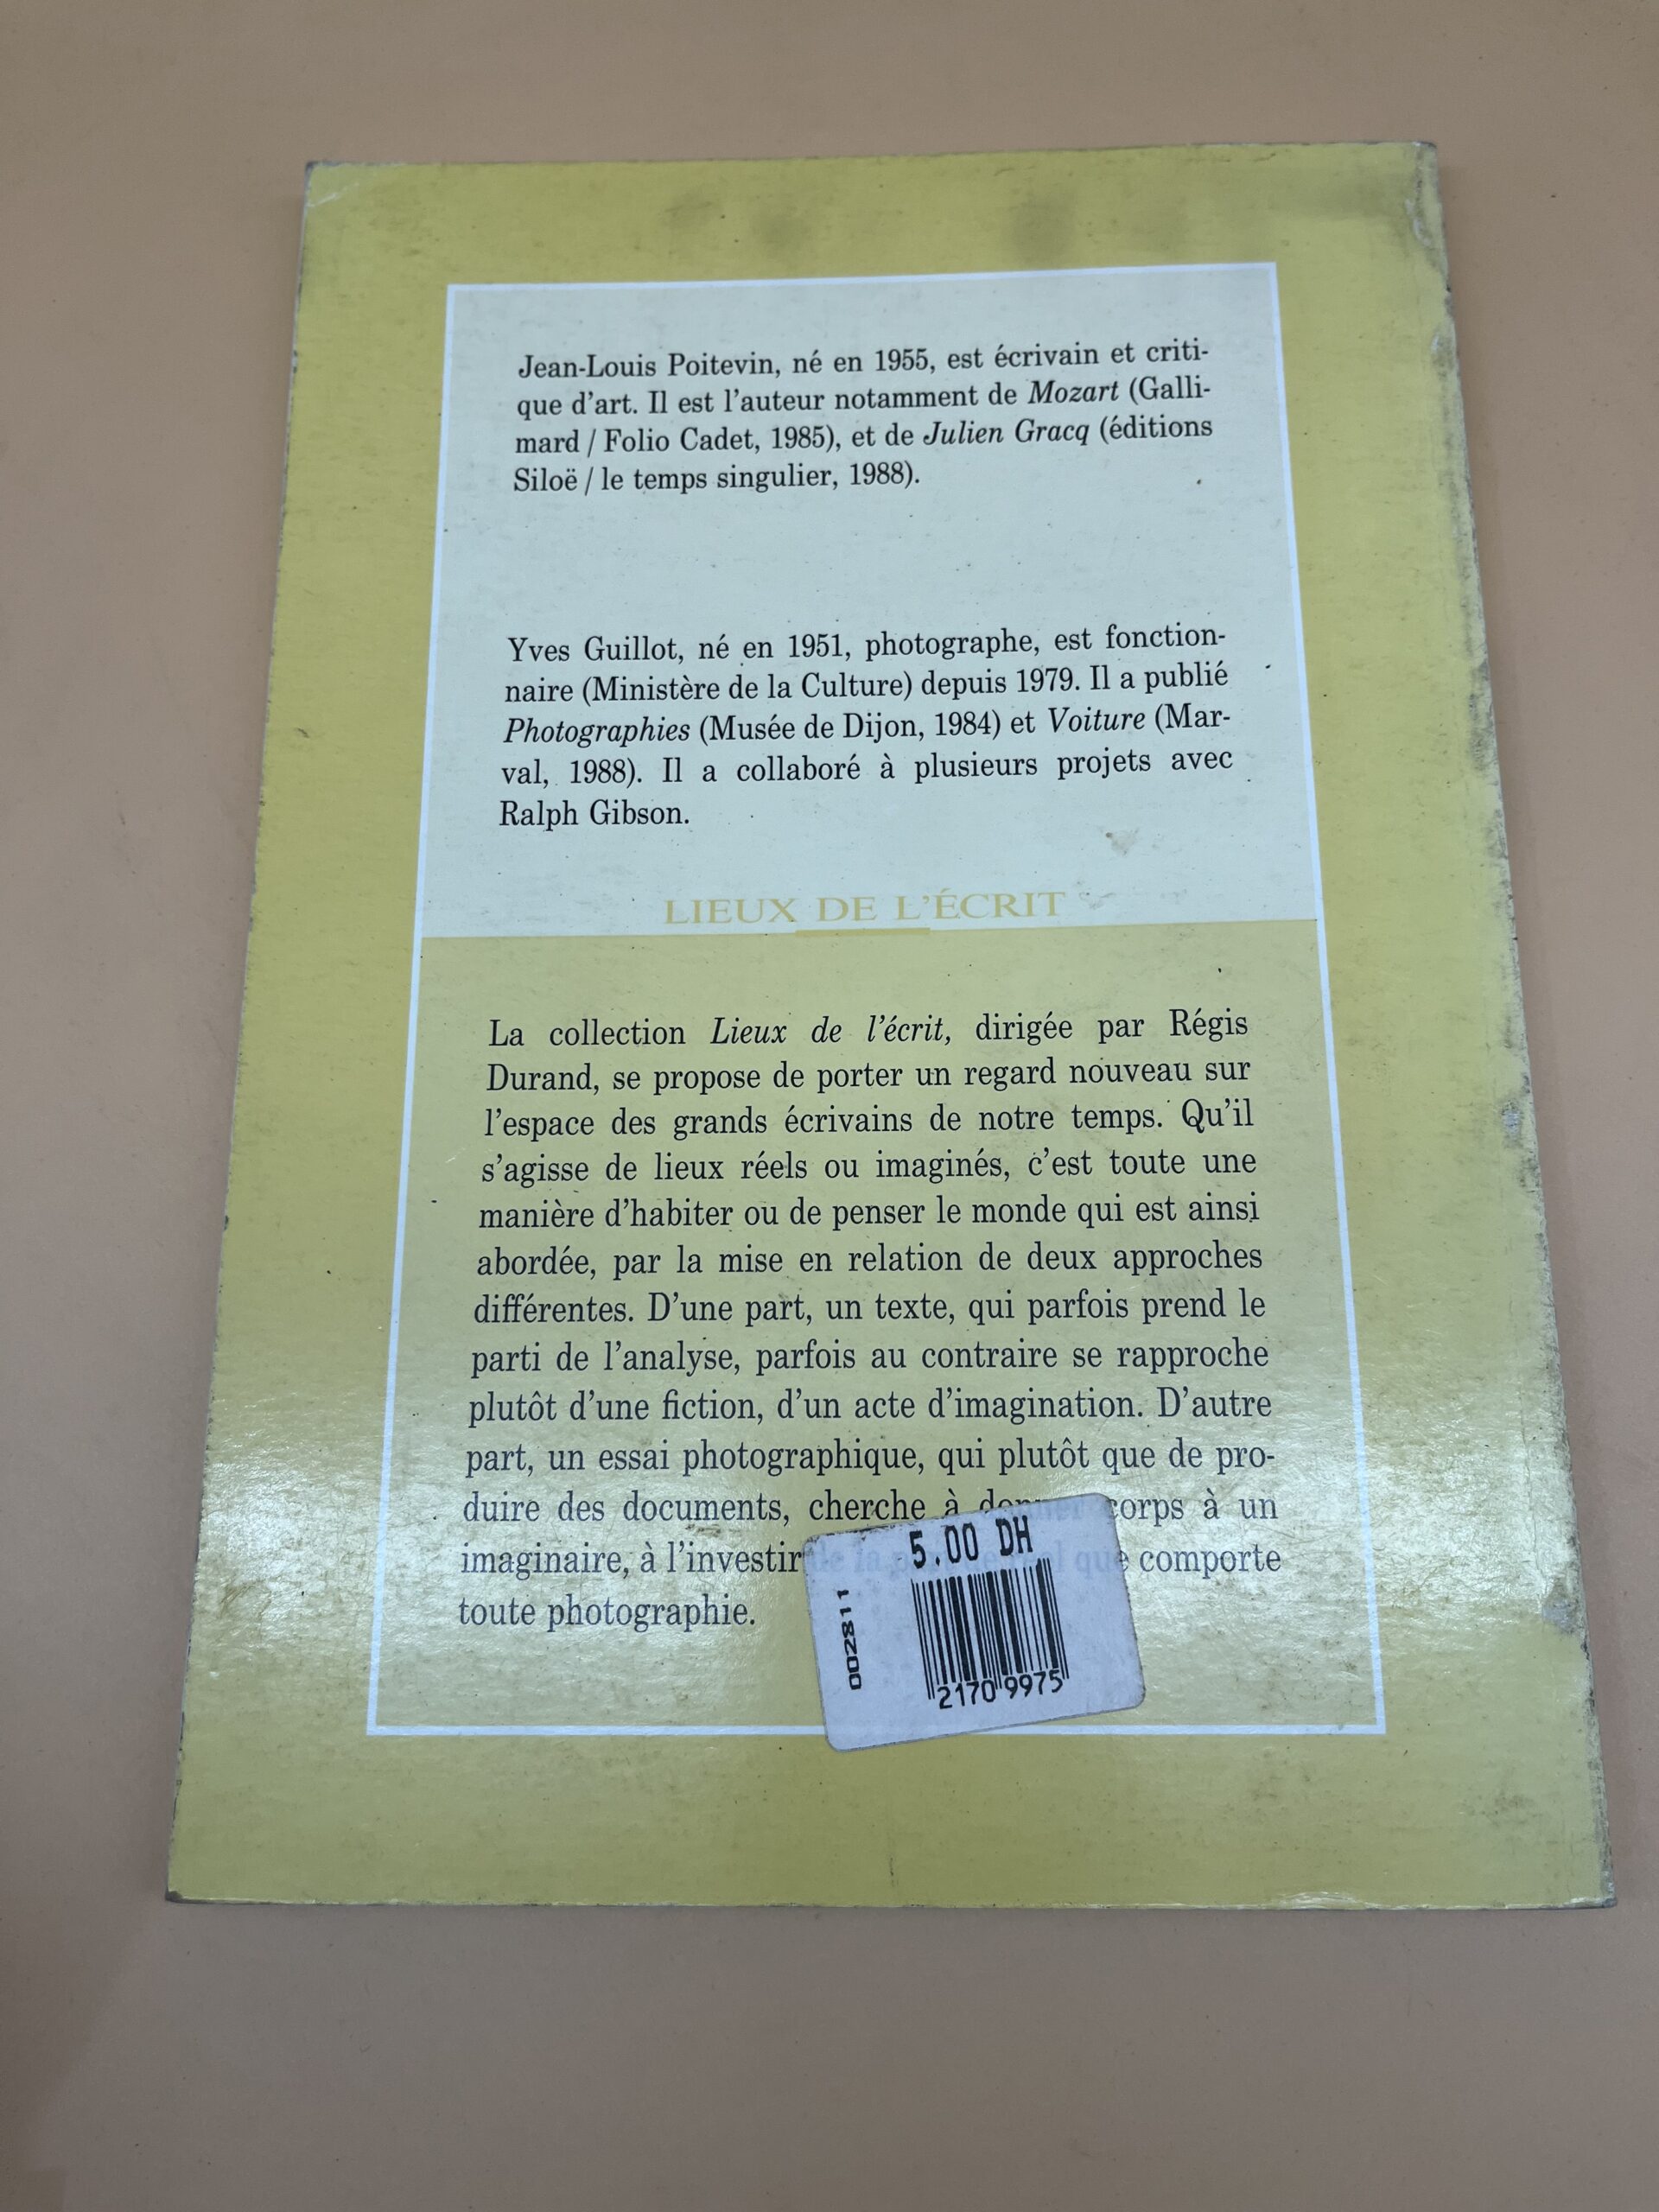 Jean-Louis Poitevin, né en 1955, est écrivain et criti-
que d'art. Il est l'auteur notamment de Mozart (Galli-
mard / Folio Cadet, 1985), et de Julien Gracq (éditions
Siloë / le temps singulier, 1988).
Yves Guillot, né en 1951, photographe, est fonction-
naire (Ministère de la Culture) depuis 1979. Il a publié
Photographies (Musée de Dijon, 1984) et Voiture (Mar-
val, 1988). Il a collaboré à plusieurs projets avec
Ralph Gibson.
LIEUX DE L'ÉCRIT
La collection Lieux de l'écrit, dirigée par Régis
Durand, se propose de porter un regard nouveau sur
l'espace des grands écrivains de notre temps. Qu'il
s'agisse de lieux réels ou imaginés, c'est toute une
manière d'habiter ou de penser le monde qui est ainsi
abordée, par la mise en relation de deux approches
différentes. D'une part, un texte, qui parfois prend le
parti de l'analyse, parfois au contraire se rapproche
plutôt d'une fiction, d'un acte d'imagination. D'autre
part, un essai photographique, qui plutôt que de pro-
duire des documents, cherche à donner corps à un
imaginaire, à l'investir de la que comporte
toute photographie.
5.00 DH
002811
2170 9975